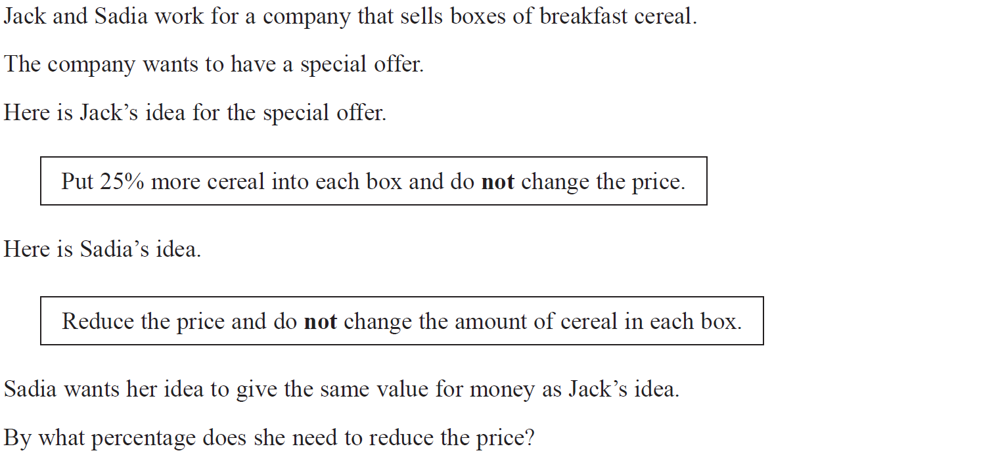 Jack and Sadia work for a company that sells boxes of breakfast cereal.
The company wants to have a special offer.
Here is Jack’s idea for the special offer.
Put 25% more cereal into each box and do not change the price.
Here is Sadia’s idea.
Reduce the price and do not change the amount of cereal in each box.
Sadia wants her idea to give the same value for money as Jack’s idea.
By what percentage does she need to reduce the price?